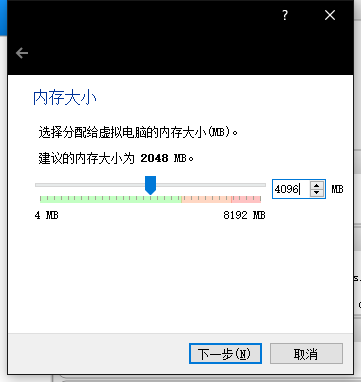 ?
内存大小
选择分配给虚拟电脑的内存大小(MB)。
建议的内存大小为 2048 MB。
4096 MB
4 MB 8192 MB
下一步(N) 取消